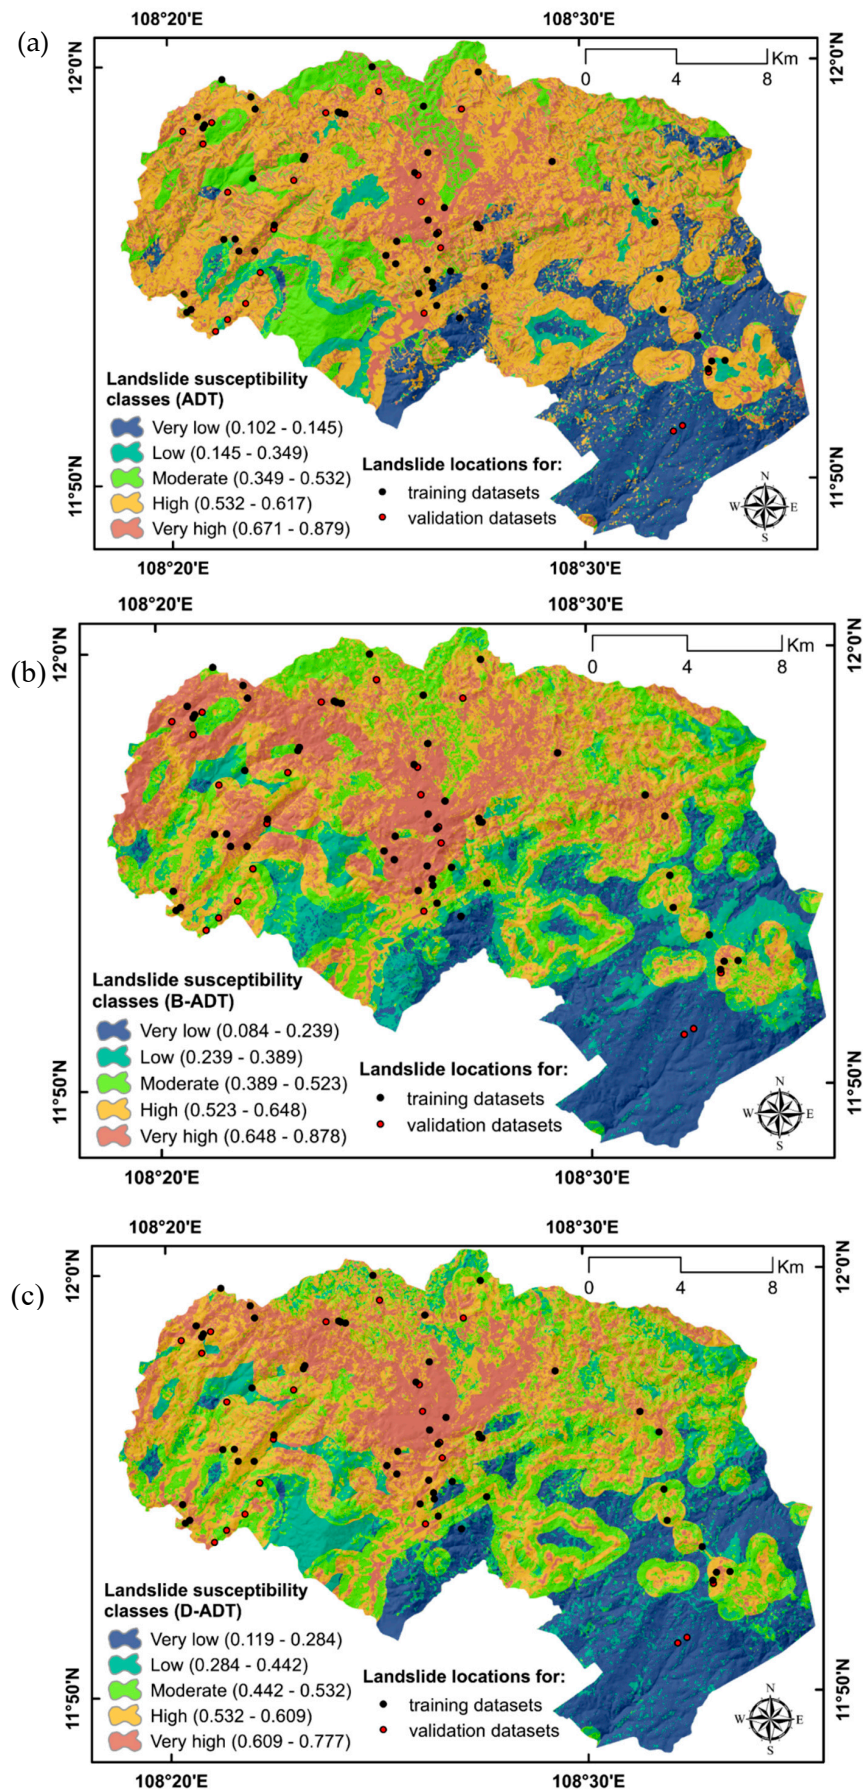 (a)
108°20'E 108°30'E
12°0'N 12°0'N
Km
0 4 8
Landslide susceptibility
classes (ADT)
Very low (0.102 - 0.145)
Low (0.145 - 0.349)
Moderate (0.349 - 0.532)
High (0.532 - 0.617)
Very high (0.671 - 0.879)
Landslide locations for:
training datasets
validation datasets
N
W E
S
11°50'N 11°50'N
108°20'E 108°30'E
(b)
108°20'E 108°30'E
12°0'N 12°0'N
Km
0 4 8
Landslide susceptibility
classes (B-ADT)
Very low (0.084 - 0.239)
Low (0.239 - 0.389)
Moderate (0.389 - 0.523)
High (0.523 - 0.648)
Very high (0.648 - 0.878)
Landslide locations for:
training datasets
validation datasets
N
W E
S
11°50'N 11°50'N
108°20'E 108°30'E
(c)
108°20'E 108°30'E
12°0'N 12°0'N
Km
0 4 8
Landslide susceptibility
classes (D-ADT)
Very low (0.119 - 0.284)
Low (0.284 - 0.442)
Moderate (0.442 - 0.532)
High (0.532 - 0.609)
Very high (0.609 - 0.777)
Landslide locations for:
training datasets
validation datasets
N
W E
S
11°50'N 11°50'N
108°20'E 108°30'E